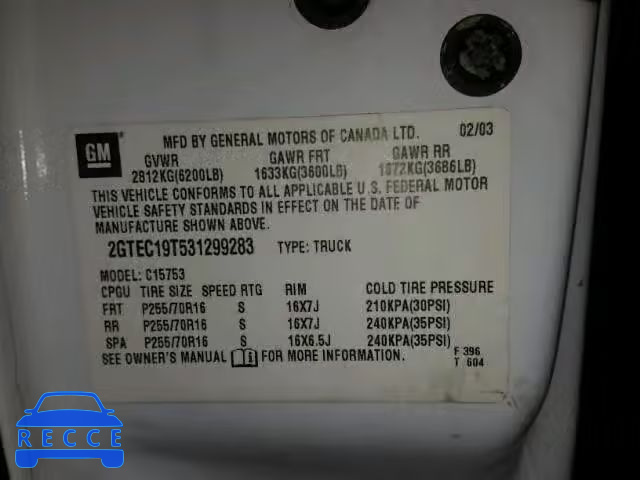 GM
MFD BY GENERAL MOTORS OF CANADA LTD. 02/03
GVWR GAWR FRT GAWR RR
2812KG(6200LB) 1633KG(3600LB) 1672KG(3686LB)
THIS VEHICLE CONFORMS TO ALL APPLICABLE U.S. FEDERAL MOTOR
VEHICLE SAFETY STANDARDS IN EFFECT ON THE DATE OF
MANUFACTURE SHOWN ABOVE.
2GTEC19T531299283 TYPE: TRUCK
MODEL: C15753
CPGU TIRE SIZE SPEED RTG RIM COLD TIRE PRESSURE
FRT P255/70R16 S 16X7J 210KPA(30PSI)
RR P255/70R16 S 16X7J 240KPA(35PSI)
SPA P255/70R16 S 16X6.5J 240KPA(35PSI)
SEE OWNER'S MANUAL FOR MORE INFORMATION.
F 396
T 604
RECCE